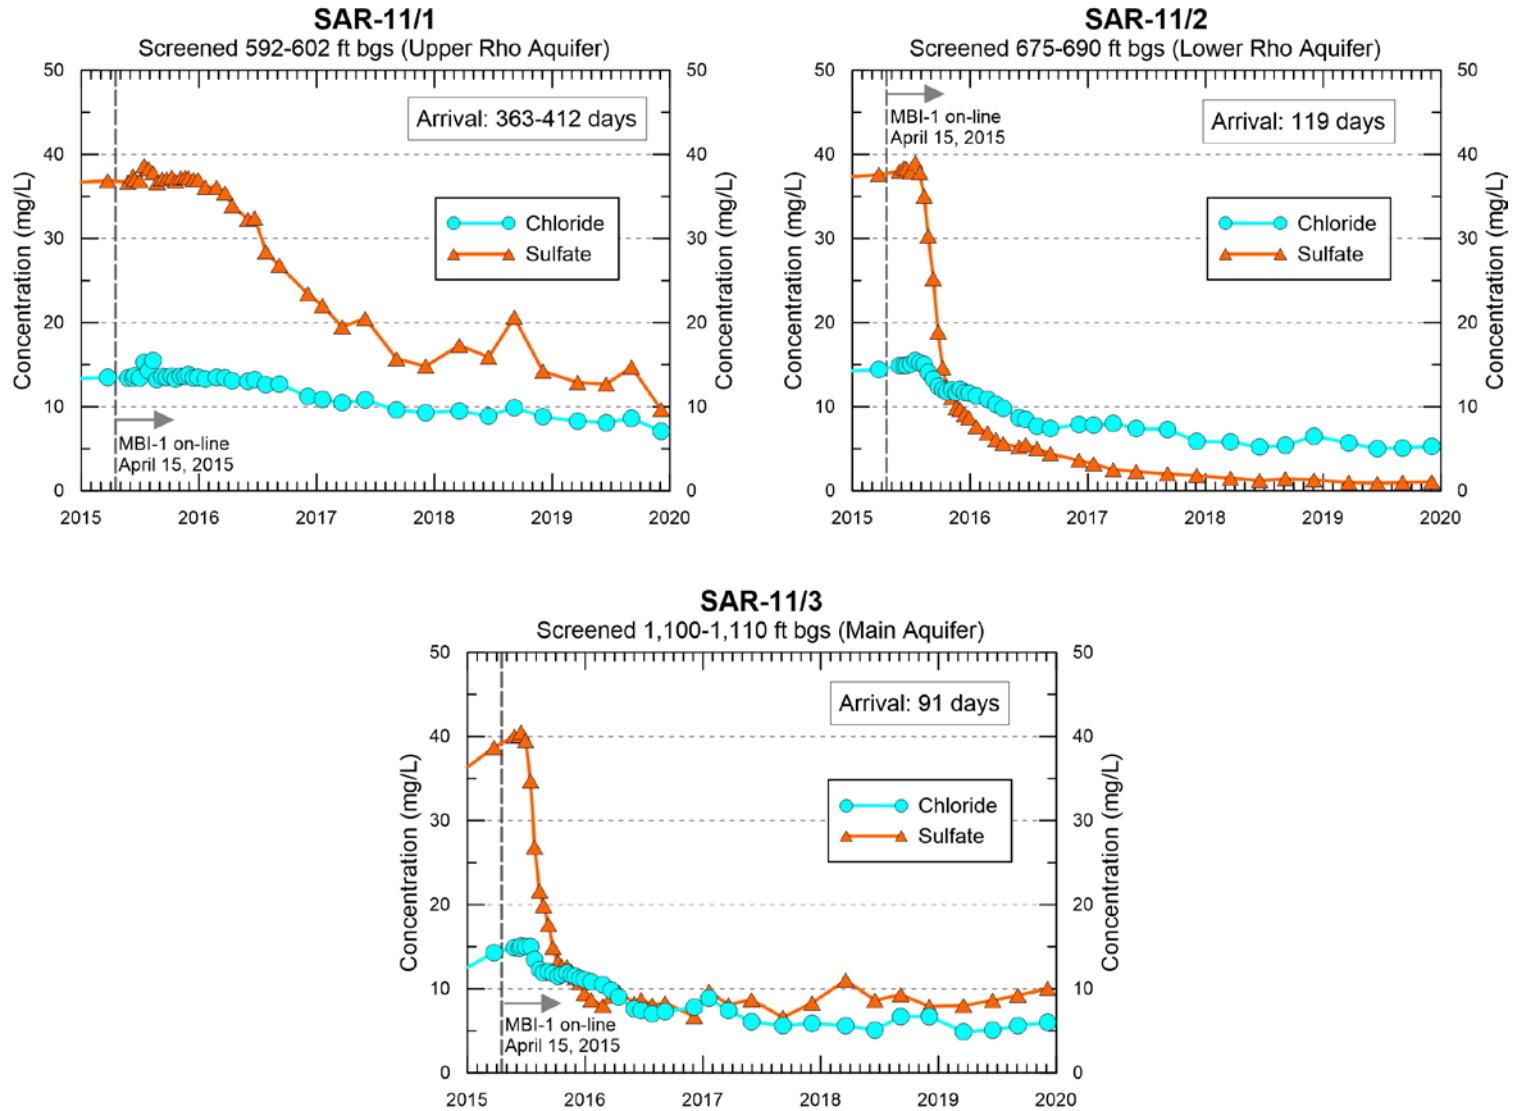 SAR-11/1
Screened 592-602 ft bgs (Upper Rho Aquifer)
50
40
30
20
10
0
Concentration (mg/L)
Arrival: 363-412 days
Chloride
Sulfate
MBI-1 on-line
April 15, 2015
50
40
30
20
10
0
Concentration (mg/L)
2015 2016 2017 2018 2019 2020
SAR-11/2
Screened 675-690 ft bgs (Lower Rho Aquifer)
50
40
30
20
10
0
Concentration (mg/L)
MBI-1 on-line
April 15, 2015
Arrival: 119 days
Chloride
Sulfate
50
40
30
20
10
0
Concentration (mg/L)
2015 2016 2017 2018 2019 2020
SAR-11/3
Screened 1,100-1,110 ft bgs (Main Aquifer)
50
40
30
20
10
0
Concentration (mg/L)
Arrival: 91 days
Chloride
Sulfate
MBI-1 on-line
April 15, 2015
50
40
30
20
10
0
Concentration (mg/L)
2015 2016 2017 2018 2019 2020